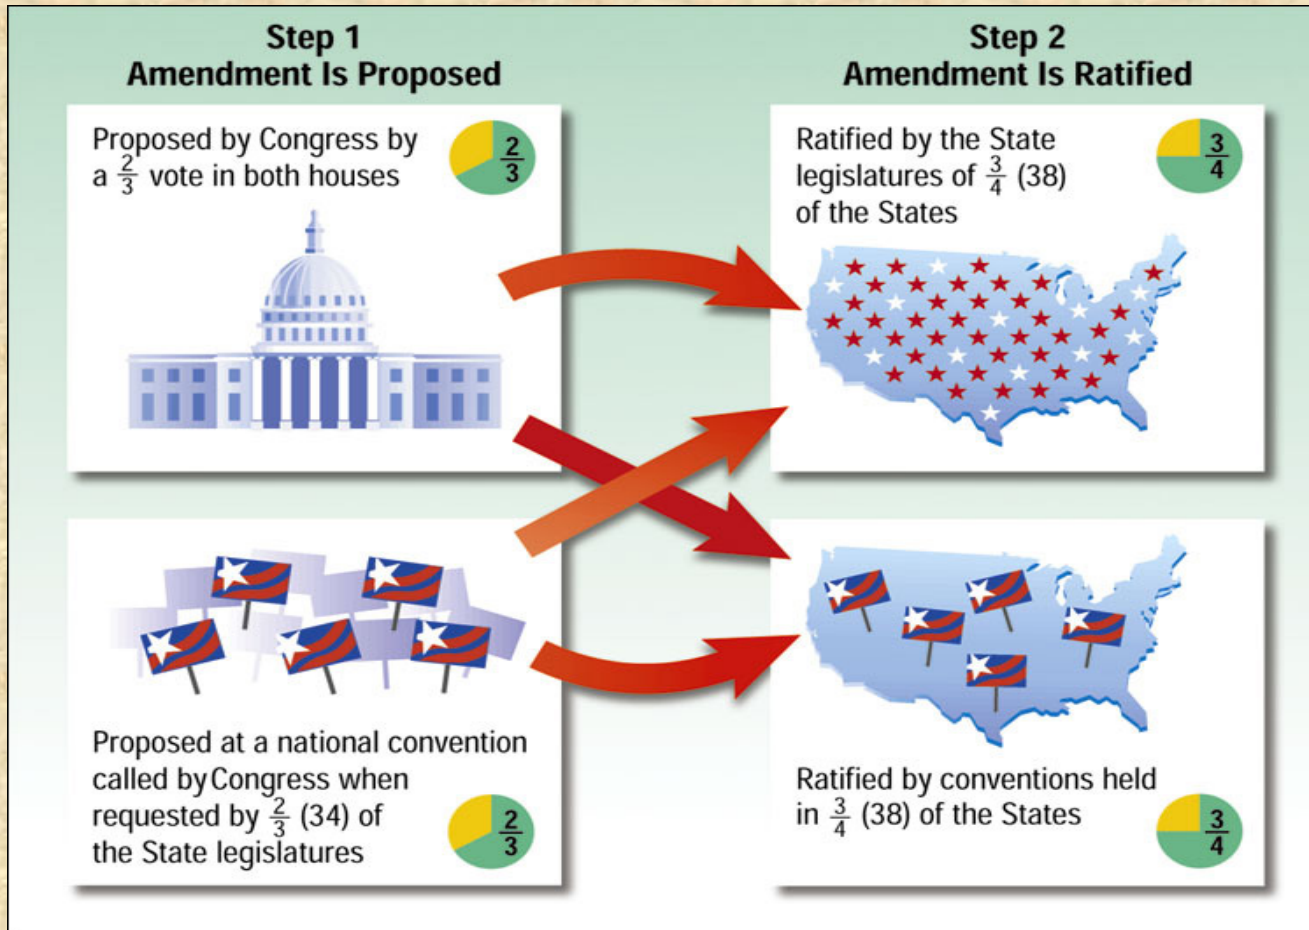 Step 1
Amendment Is Proposed
Proposed by Congress by
a 2/3 vote in both houses
2/3
Proposed at a national convention
called by Congress when
requested by 2/3 (34) of
the State legislatures
2/3
Step 2
Amendment Is Ratified
Ratified by the State
legislatures of 3/4 (38)
of the States
3/4
Ratified by conventions held
in 3/4 (38) of the States
3/4